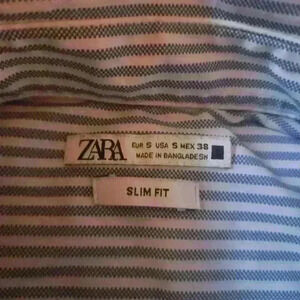 ZARA
EUR S USA S MEX 38
MADE IN BANGLADESH
SLIM FIT